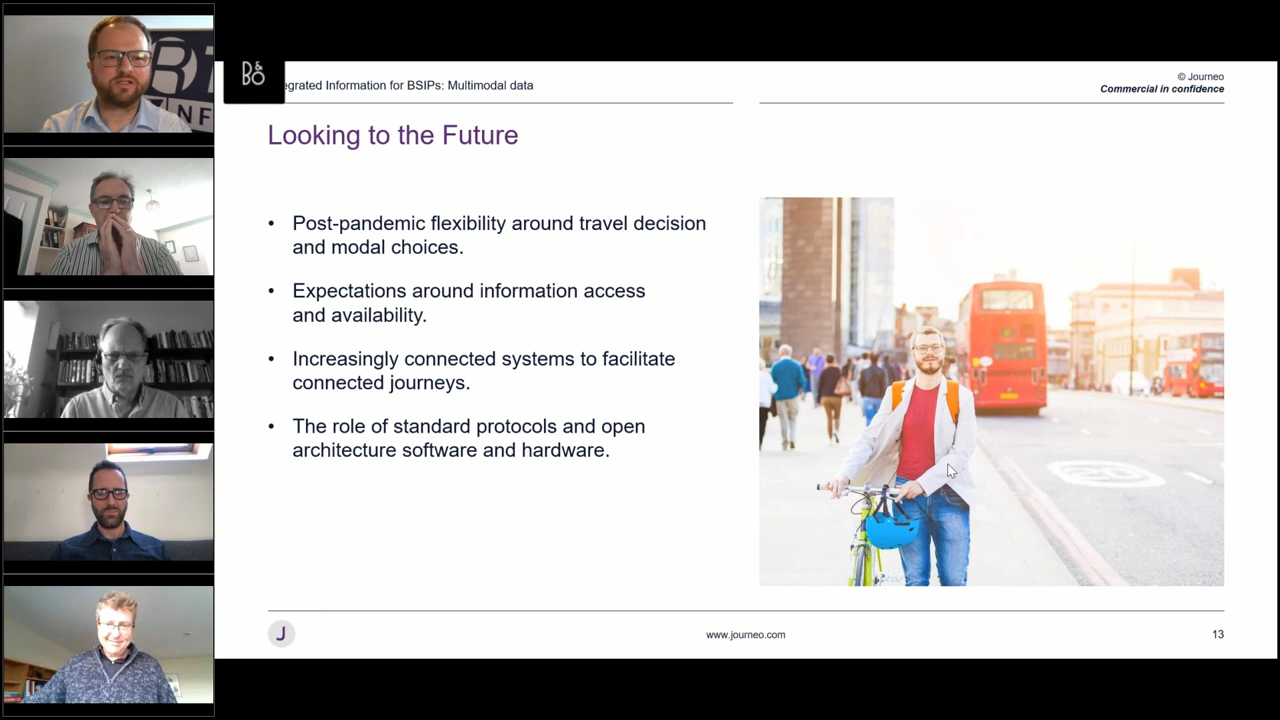 B&
BO
egrated Information for BSIPs: Multimodal data
© Journeo
Commercial in confidence
Looking to the Future
• Post-pandemic flexibility around travel decision
and modal choices.
• Expectations around information access
and availability.
• Increasingly connected systems to facilitate
connected journeys.
• The role of standard protocols and open
architecture software and hardware.
J
www.journeo.com
13